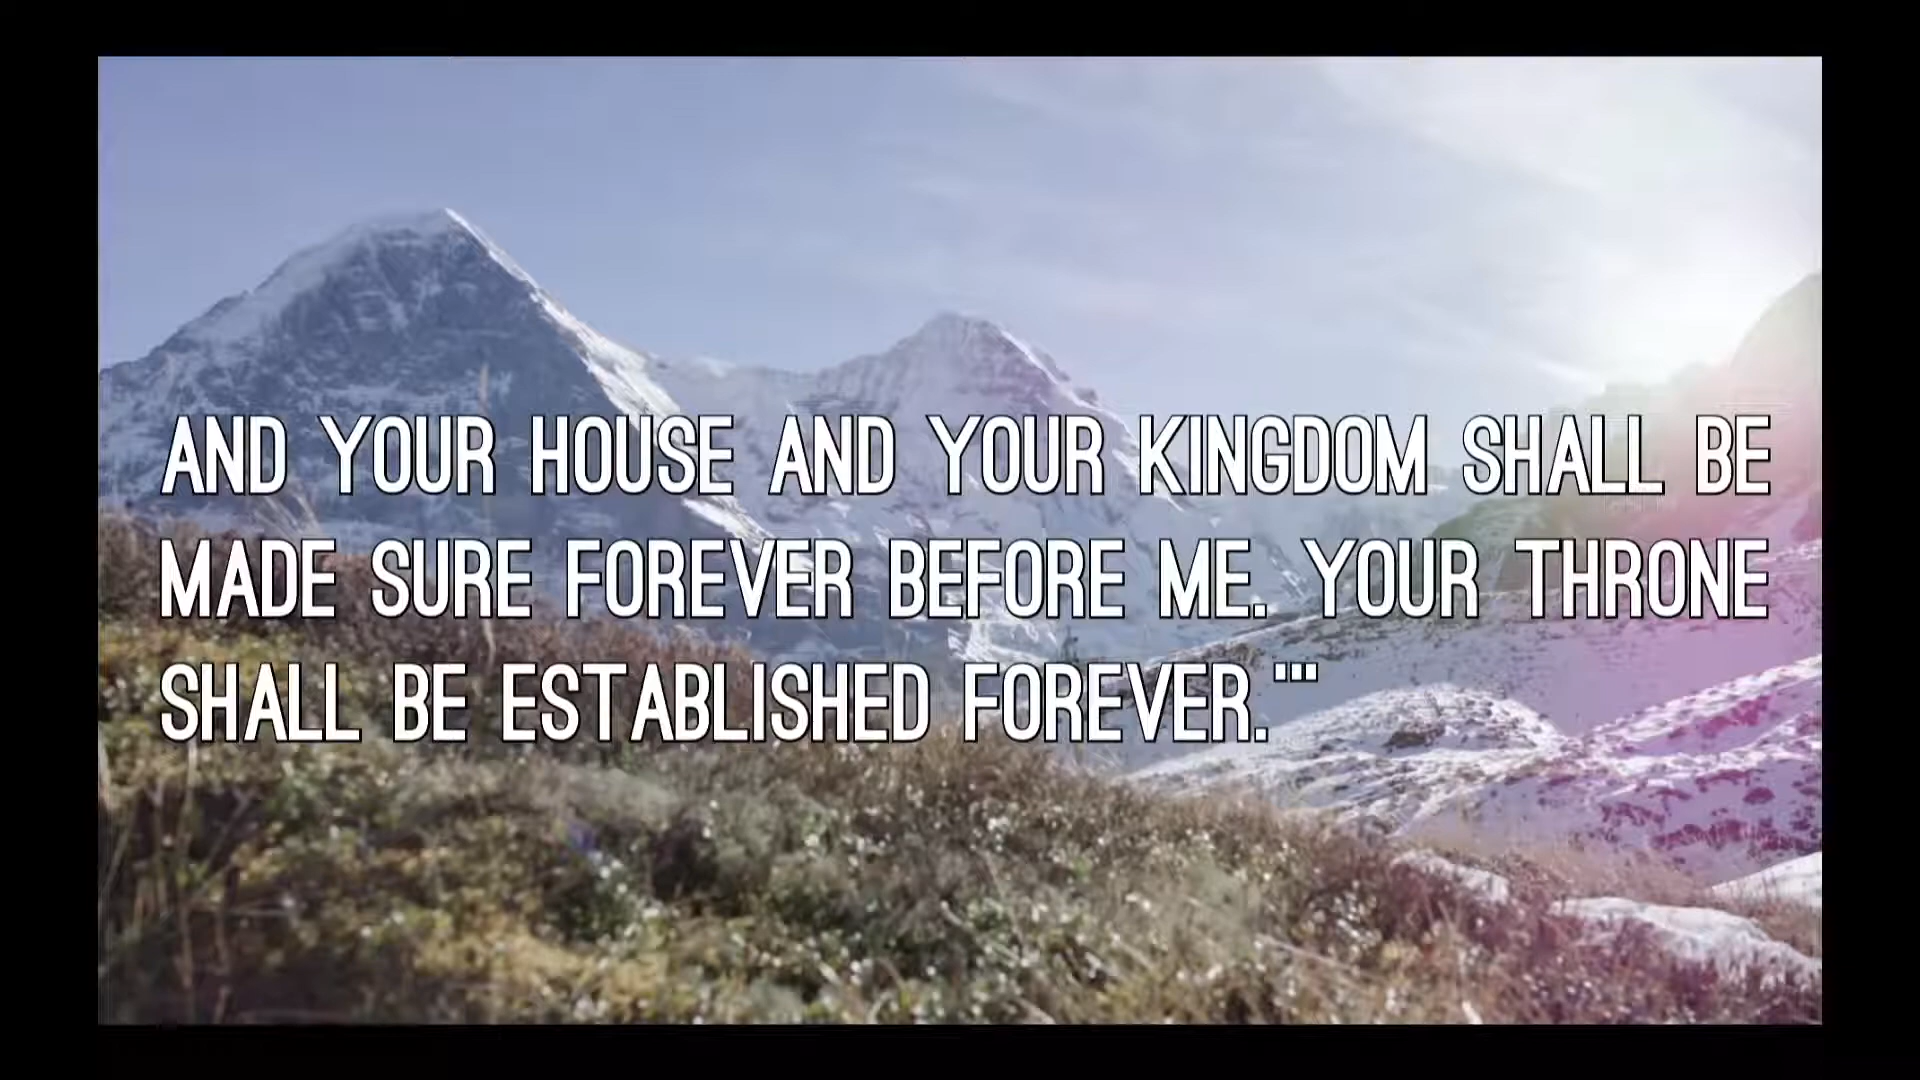 AND YOUR HOUSE AND YOUR KINGDOM SHALL BE
MADE SURE FOREVER BEFORE ME. YOUR THRONE
SHALL BE ESTABLISHED FOREVER.'"